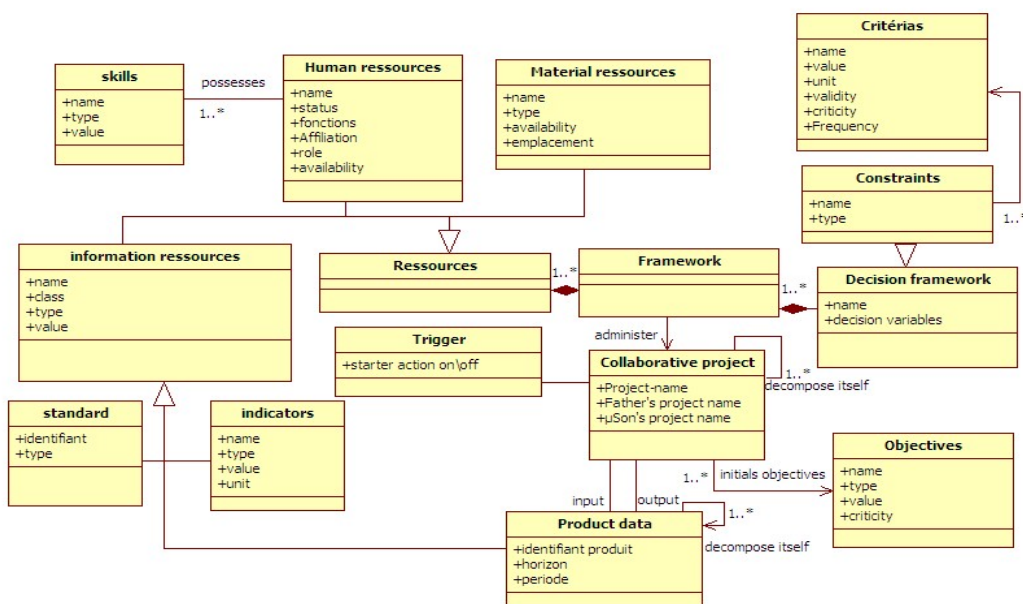 skills
+name
+type
+value
possesses
1..*
Human ressources
+name
+status
+fonctions
+Affiliation
+role
+availability
Material ressources
+name
+type
+availability
+emplacement
Critérias
+name
+value
+unit
+validity
+criticity
+Frequency
Constraints
+name
+type
1..*
information ressources
+name
+class
+type
+value
Ressources
1..*
Framework
1..*
Decision framework
+name
+decision variables
administer
Trigger
+starter action on\off
Collaborative project
+Project-name
+Father's project name
+µSon's project name
1..*
decompose itself
standard
+identifiant
+type
indicators
+name
+type
+value
+unit
Objectives
+name
+type
+value
+criticity
1..*
initials objectives
input
output
Product data
+identifiant produit
+horizon
+periode
1..*
decompose itself